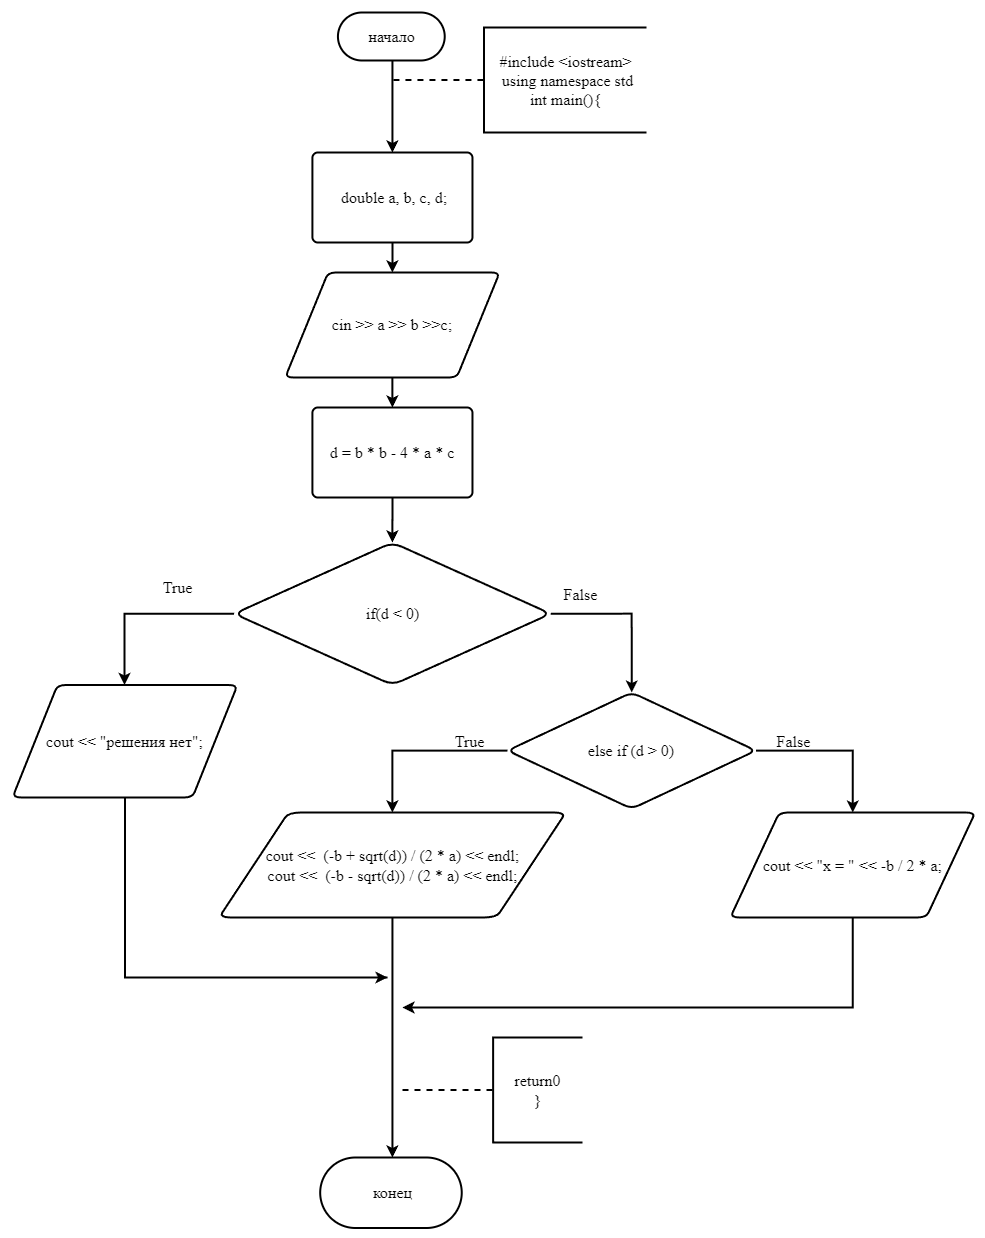 начало
#include <iostream>
using namespace std
int main(){
double a, b, c, d;
cin >> a >> b >>c;
d = b * b - 4 * a * c
if(d < 0)
True
False
cout << "решения нет";
else if (d > 0)
True
False
cout <<  (-b + sqrt(d)) / (2 * a) << endl;
cout <<  (-b - sqrt(d)) / (2 * a) << endl;
cout << "x = " << -b / 2 * a;
return0
}
конец